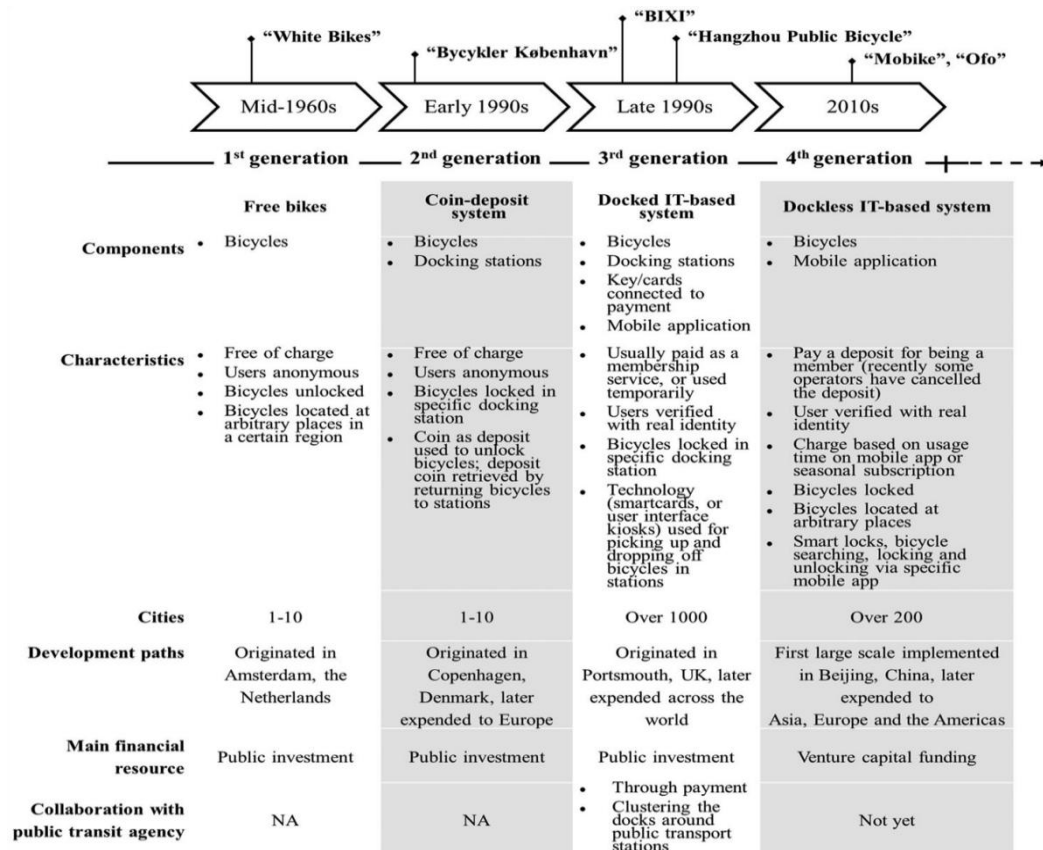 “White Bikes”
“Bycykler København”
“BIXI”
“Hangzhou Public Bicycle”
“Mobike”, “Ofo”
Mid-1960s
Early 1990s
Late 1990s
2010s
1st generation
2nd generation
3rd generation
4th generation
Free bikes
Coin-deposit
system
Docked IT-based
system
Dockless IT-based system
Components
• Bicycles
• Bicycles
• Docking stations
• Bicycles
• Docking stations
• Key/cards
connected to
payment
• Mobile application
• Bicycles
• Mobile application
Characteristics
• Free of charge
• Users anonymous
• Bicycles unlocked
• Bicycles located at
arbitrary places in
a certain region
• Free of charge
• Users anonymous
• Bicycles locked in
specific docking
station
• Coin as deposit
used to unlock
bicycles; deposit
coin retrieved by
returning bicycles
to stations
• Usually paid as a
membership
service, or used
temporarily
• Users verified
with real identity
• Bicycles locked in
specific docking
station
• Technology
(smartcards, or
user interface
kiosks) used for
picking up and
dropping off
bicycles in
stations
• Pay a deposit for being a
member (recently some
operators have cancelled
the deposit)
• User verified with real
identity
• Charge based on usage
time on mobile app or
seasonal subscription
• Bicycles locked
• Bicycles located at
arbitrary places
• Smart locks, bicycle
searching, locking and
unlocking via specific
mobile app
Cities
1-10
1-10
Over 1000
Over 200
Development paths
Originated in
Amsterdam, the
Netherlands
Originated in
Copenhagen,
Denmark, later
expended to Europe
Originated in
Portsmouth, UK, later
expended across the
world
First large scale implemented
in Beijing, China, later
expended to
Asia, Europe and the Americas
Main financial
resource
Public investment
Public investment
Public investment
Venture capital funding
Collaboration with
public transit agency
NA
NA
• Through payment
• Clustering the
docks around
public transport
stations
Not yet